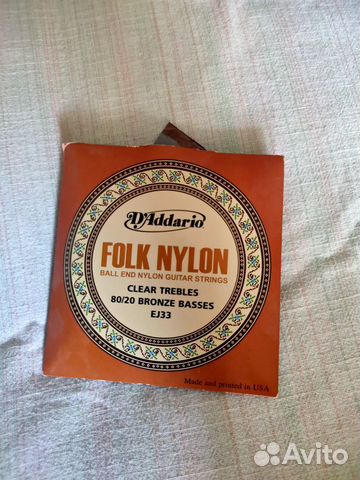 D'Addario
FOLK NYLON
BALL END NYLON GUITAR STRINGS
CLEAR TREBLES
80/20 BRONZE BASSES
EJ33
Made and printed in USA
Avito